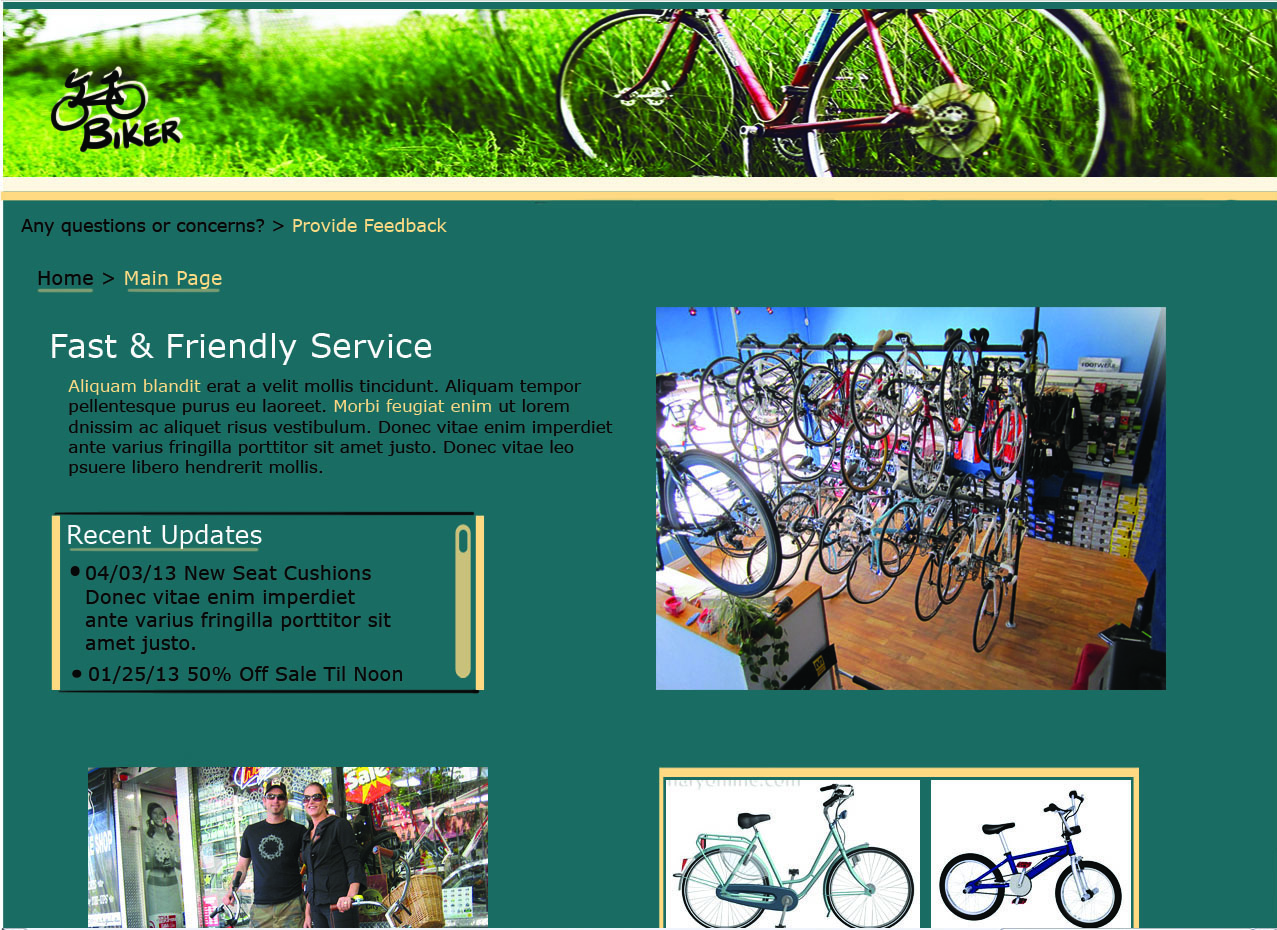 BIKER
Any questions or concerns? > Provide Feedback
Home > Main Page
Fast & Friendly Service
Aliquam blandit erat a velit mollis tincidunt. Aliquam tempor
pellentesque purus eu laoreet. Morbi feugiat enim ut lorem
dnissim ac aliquet risus vestibulum. Donec vitae enim imperdiet
ante varius fringilla porttitor sit amet justo. Donec vitae leo
psuere libero hendrerit mollis.
FOOTWEAR
Recent Updates
• 04/03/13 New Seat Cushions
Donec vitae enim imperdiet
ante varius fringilla porttitor sit
amet justo.
• 01/25/13 50% Off Sale Til Noon
Sale
SHOP